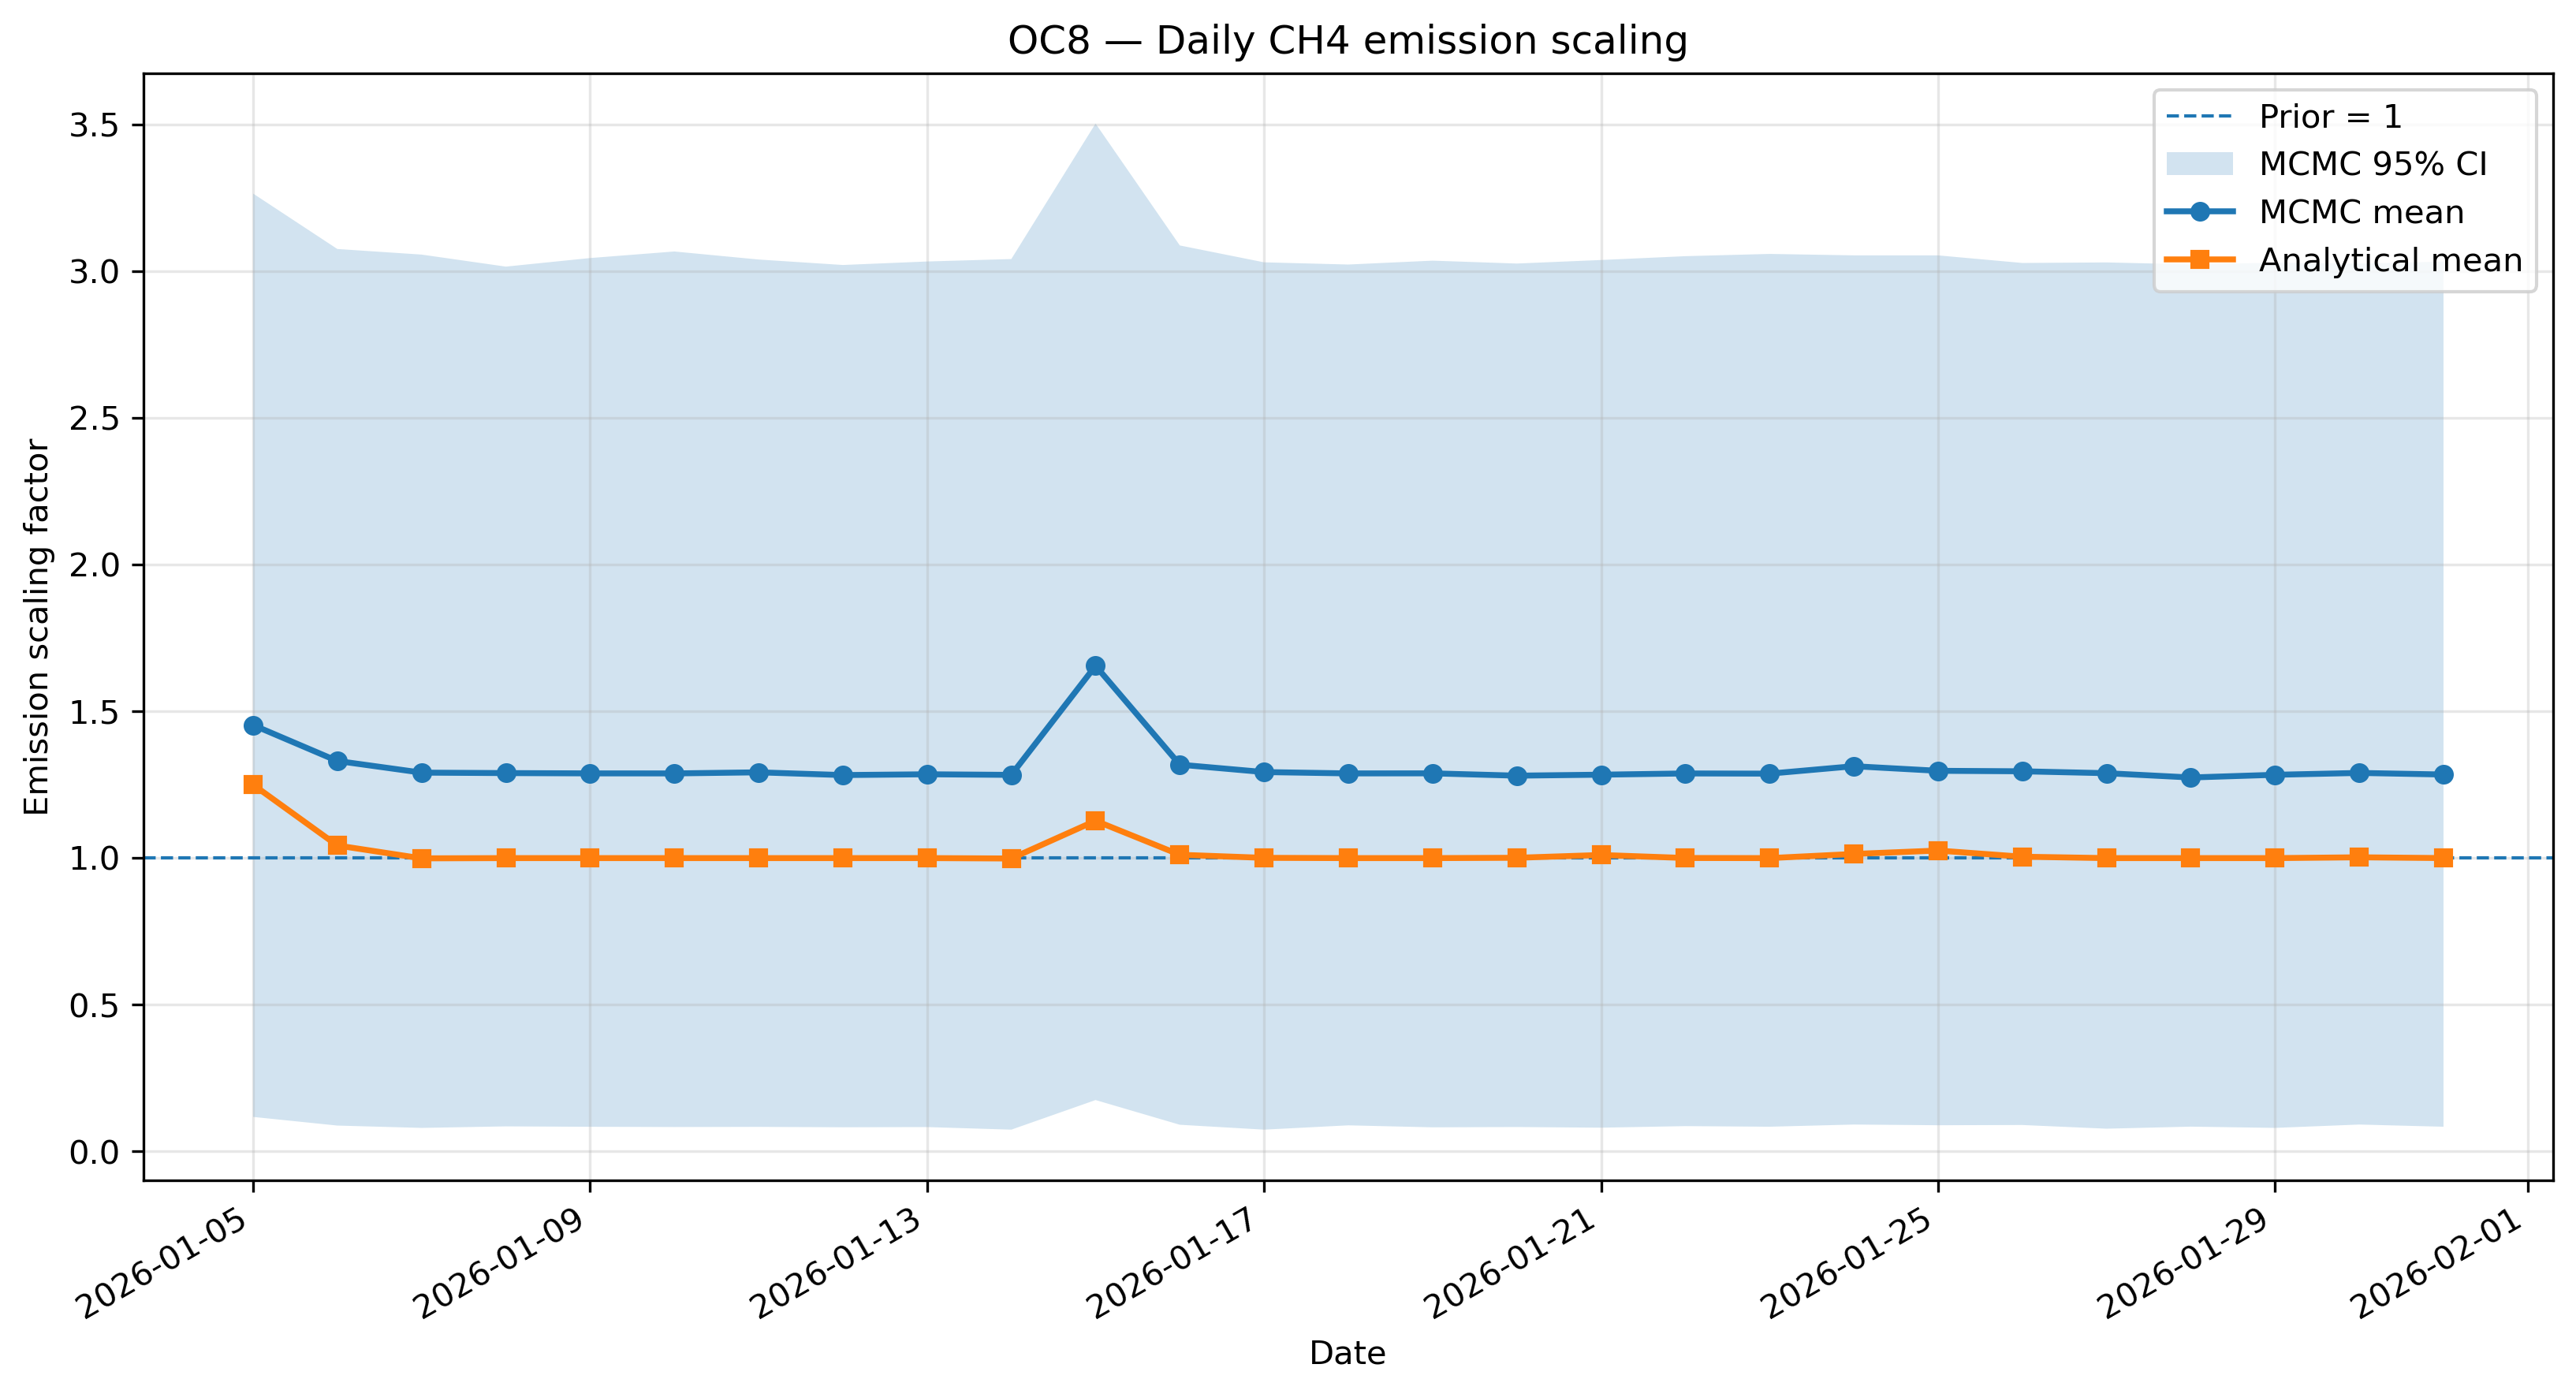 OC8 — Daily CH4 emission scaling
Emission scaling factor
3.5
3.0
2.5
2.0
1.5
1.0
0.5
0.0
Prior = 1
MCMC 95% CI
MCMC mean
Analytical mean
2026-01-05
2026-01-09
2026-01-13
2026-01-17
2026-01-21
2026-01-25
2026-01-29
2026-02-01
Date